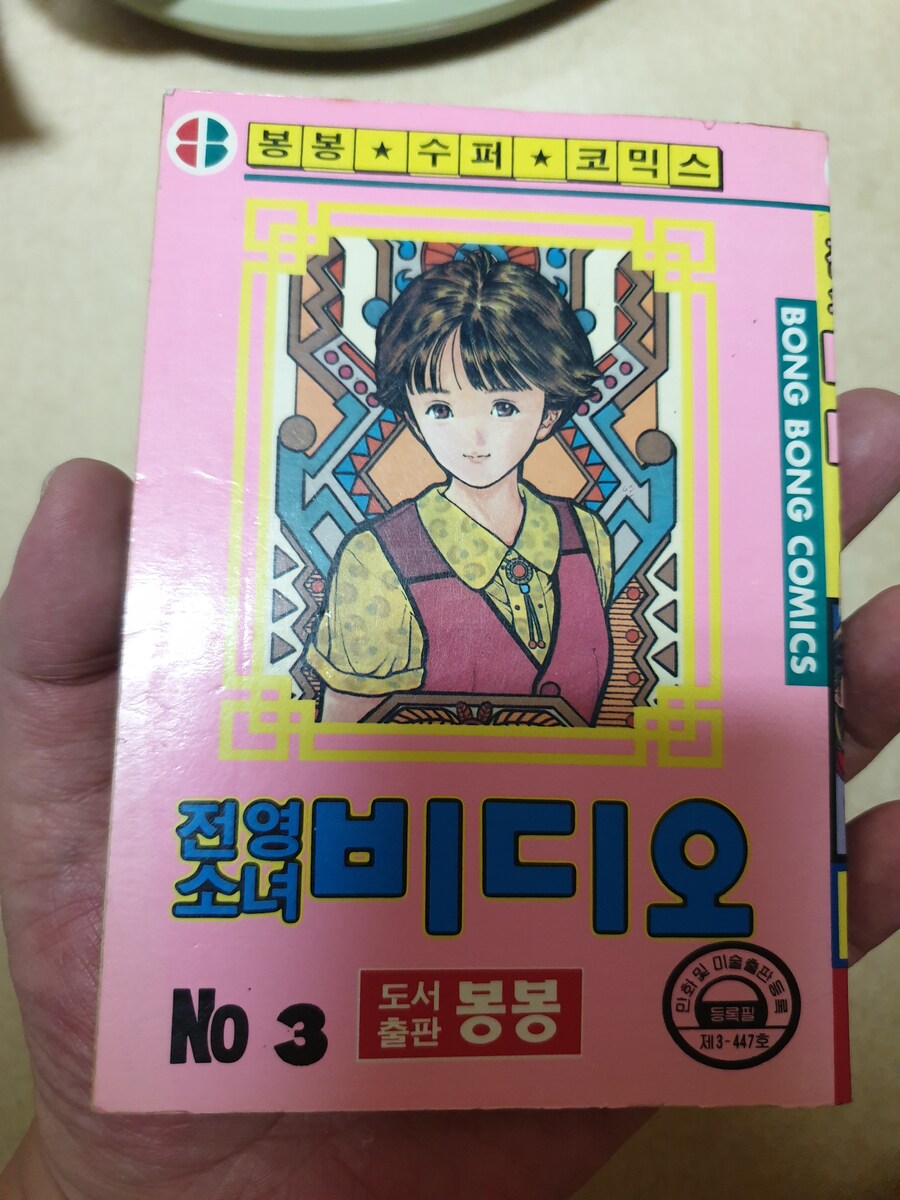 봉봉★수퍼★코믹스
BONG BONG COMICS
전영
소녀
비디오
No 3
도서
출판
봉봉
만화 및 미술출판등록
등록필
제3-447호